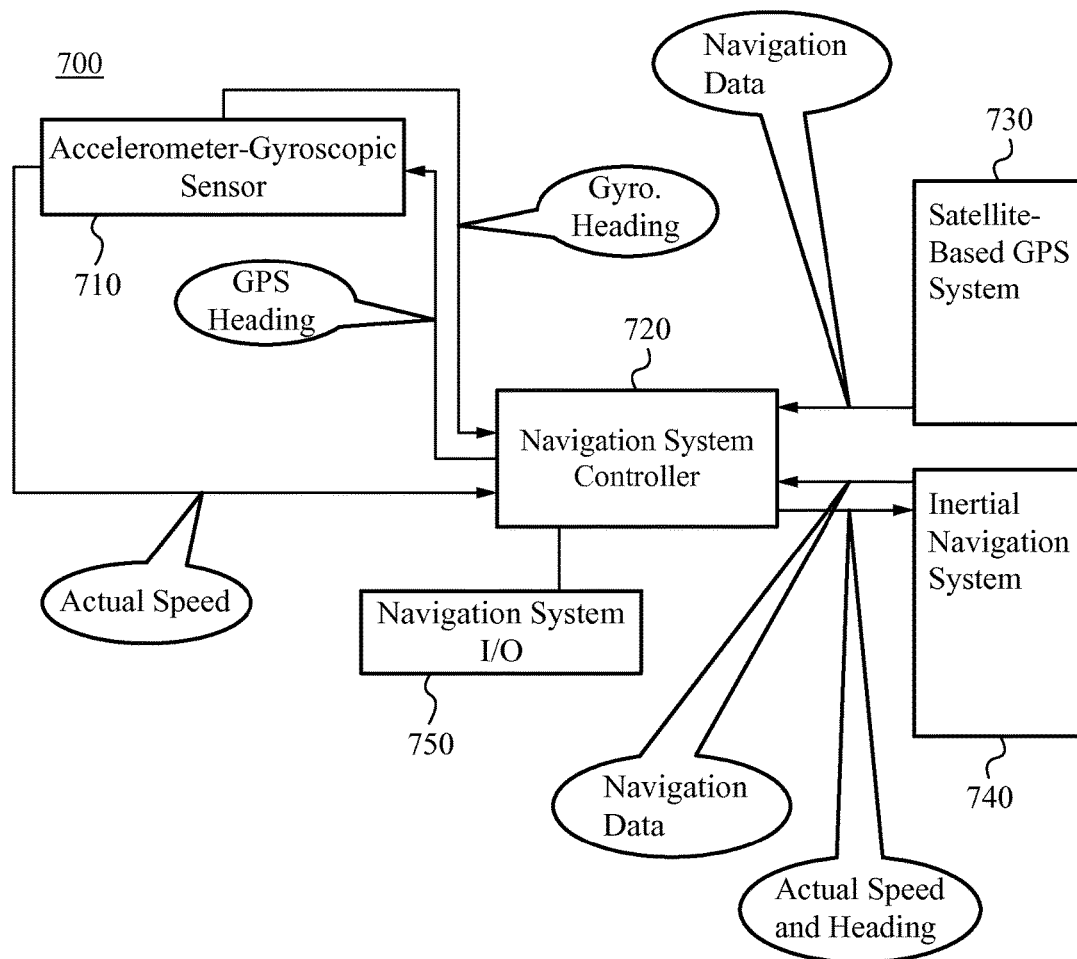 700
Navigation
Data
730
Accelerometer-Gyroscopic
Sensor
710
Gyro.
Heading
GPS
Heading
Satellite-
Based GPS
System
720
Navigation System
Controller
Inertial
Navigation
System
Actual Speed
Navigation System
I/O
750
Navigation
Data
740
Actual Speed
and Heading